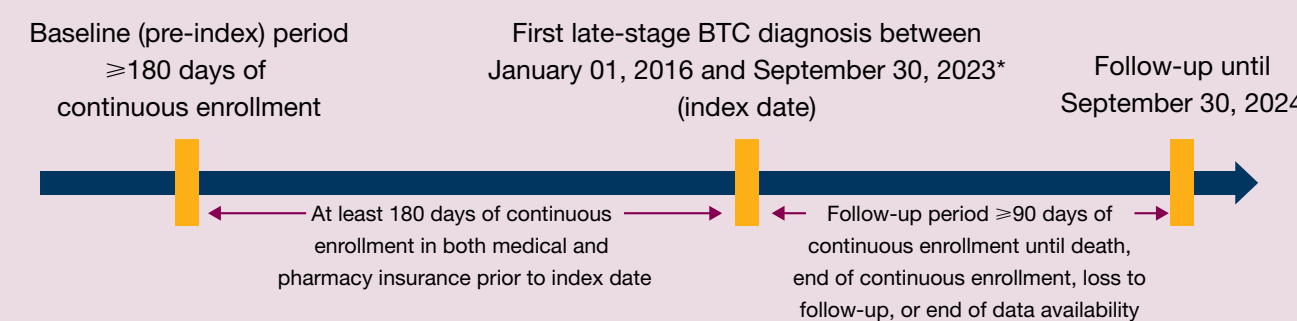 Baseline (pre-index) period
⩾180 days of
continuous enrollment
First late-stage BTC diagnosis between
January 01, 2016 and September 30, 2023*
(index date)
Follow-up until
September 30, 2024
At least 180 days of continuous
enrollment in both medical and
pharmacy insurance prior to index date
Follow-up period ⩾90 days of
continuous enrollment until death,
end of continuous enrollment, loss to
follow-up, or end of data availability